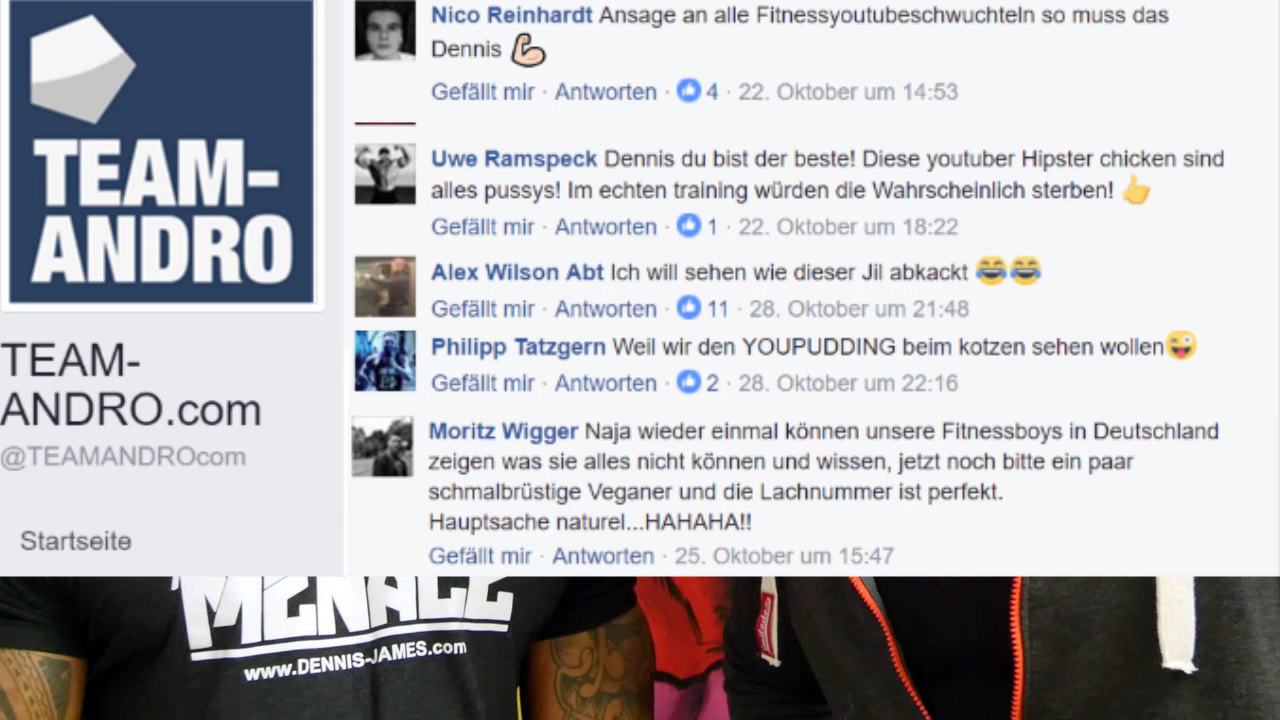 TEAM-
ANDRO
TEAM-
ANDRO.com
@TEAMANDROcom
Startseite
Nico Reinhardt Ansage an alle Fitnessyoutubeschwuchteln so muss das
Dennis 💪
Gefällt mir · Antworten · 4 · 22. Oktober um 14:53
Uwe Ramspeck Dennis du bist der beste! Diese youtuber Hipster chicken sind
alles pussys! Im echten training würden die Wahrscheinlich sterben! 👍
Gefällt mir · Antworten · 1 · 22. Oktober um 18:22
Alex Wilson Abt Ich will sehen wie dieser Jil abkackt 😂😂
Gefällt mir · Antworten · 11 · 28. Oktober um 21:48
Philipp Tatzgern Weil wir den YOUPUDDING beim kotzen sehen wollen😜
Gefällt mir · Antworten · 2 · 28. Oktober um 22:16
Moritz Wigger Naja wieder einmal können unsere Fitnessboys in Deutschland
zeigen was sie alles nicht können und wissen, jetzt noch bitte ein paar
schmalbrüstige Veganer und die Lachnummer ist perfekt.
Hauptsache naturel...HAHAHA!!
Gefällt mir · Antworten · 25. Oktober um 15:47
MENACE
www.DENNIS-JAMES.com